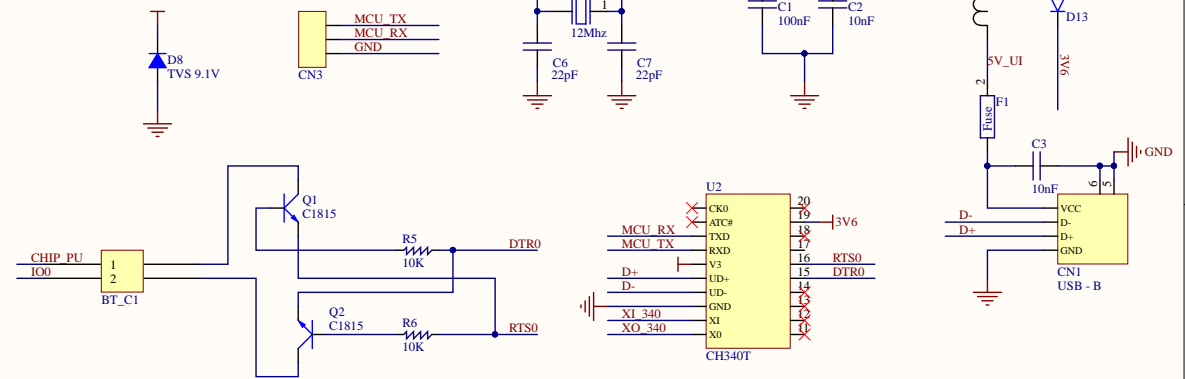 MCU_TX
MCU_RX
GND
CN3
D8
TVS 9.1V
1
12Mhz
C6
22pF
C7
22pF
C1
100nF
C2
10nF
D13
3V6
5V_UI
2
F1
Fuse
C3
10nF
GND
6
5
VCC
D-
D+
GND
D-
D+
CN1
USB - B
Q1
C1815
R5
10K
DTR0
CHIP_PU
IO0
1
2
BT_C1
Q2
C1815
R6
10K
RTS0
U2
CK0
ATC#
TXD
RXD
V3
UD+
UD-
GND
XI
X0
MCU_RX
MCU_TX
D+
D-
XI_340
XO_340
20
19
18
17
16
15
14
13
12
11
3V6
RTS0
DTR0
CH340T